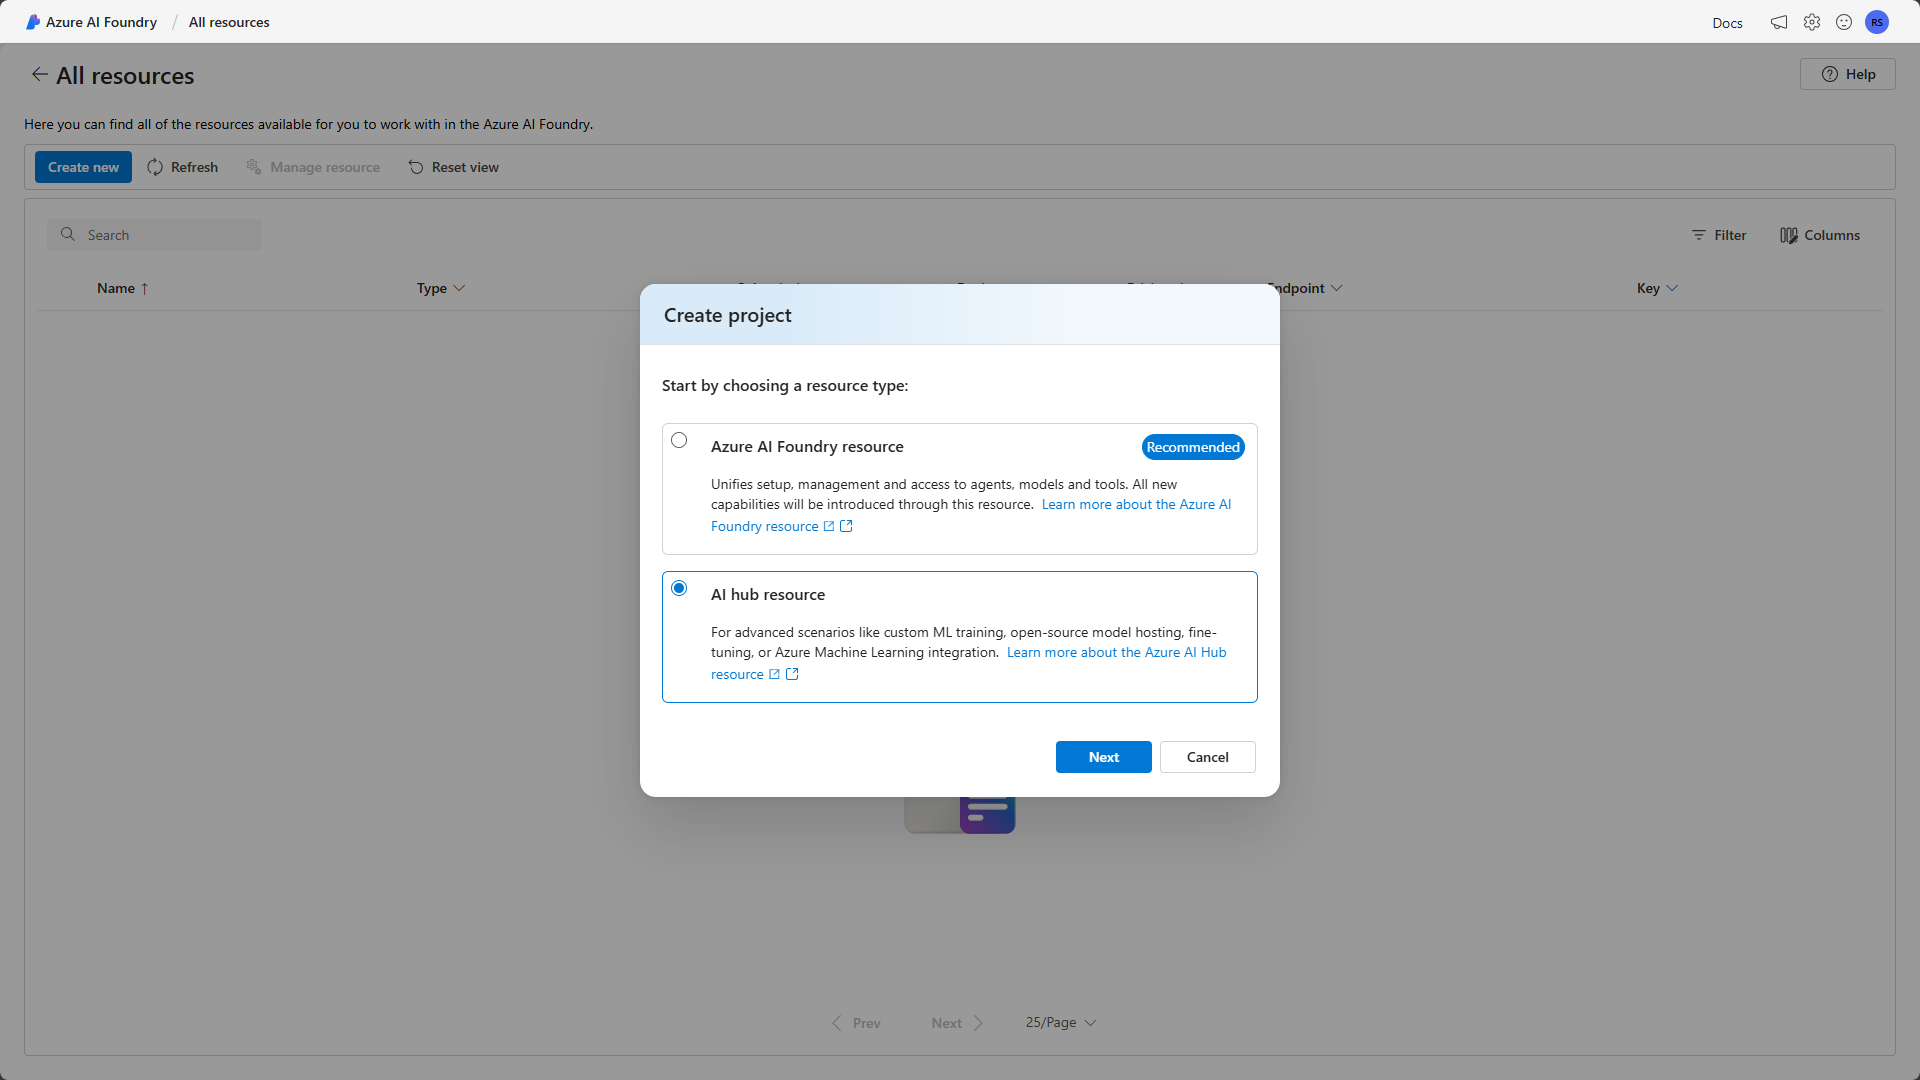 Azure AI Foundry / All resources
Docs
RS
All resources
Help
Here you can find all of the resources available for you to work with in the Azure AI Foundry.
Create new
Refresh
Manage resource
Reset view
Search
Filter
Columns
Name
Type
Endpoint
Key
Create project
Start by choosing a resource type:
Azure AI Foundry resource
Recommended
Unifies setup, management and access to agents, models and tools. All new
capabilities will be introduced through this resource. Learn more about the Azure AI
Foundry resource
AI hub resource
For advanced scenarios like custom ML training, open-source model hosting, fine-
tuning, or Azure Machine Learning integration. Learn more about the Azure AI Hub
resource
Next
Cancel
Prev
Next
25/Page